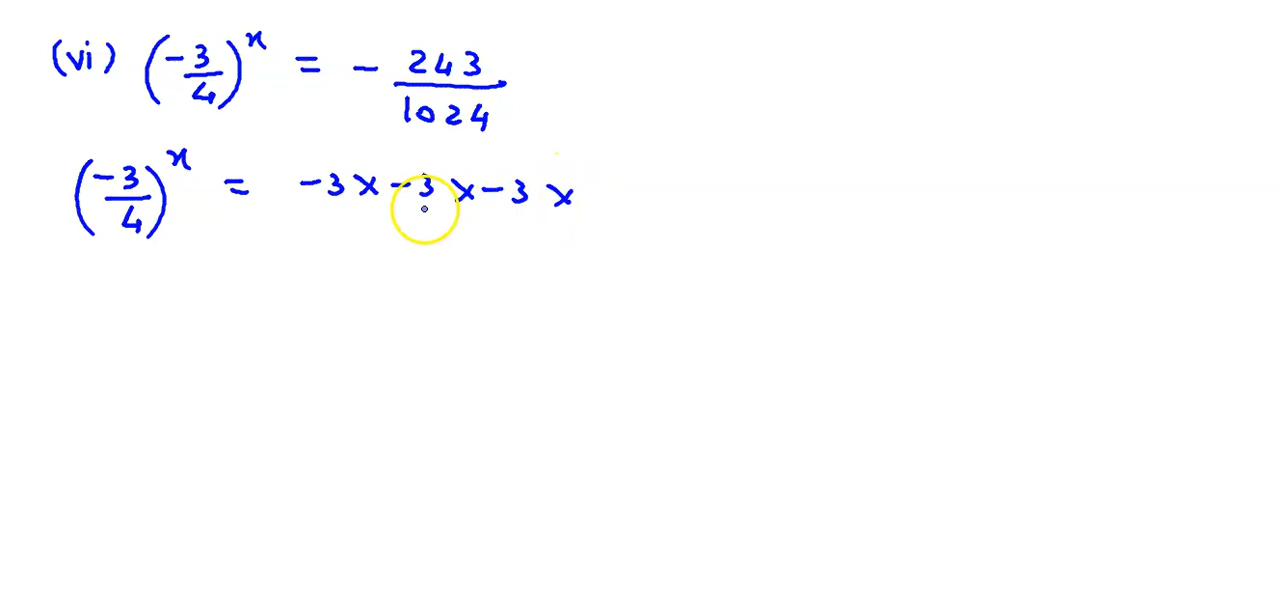 (vi) (-3/4)^x = - 243/1024
(-3/4)^x = -3 x -3 x -3 x